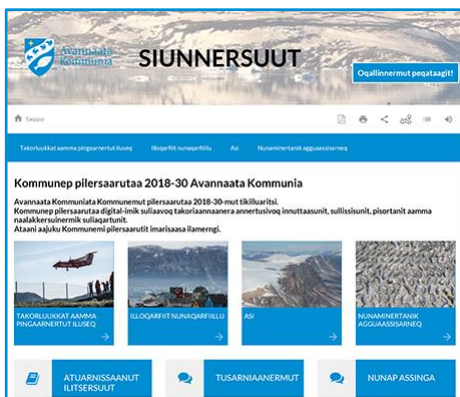 Avannaata
Kommunia
SIUNNERSUUT
Oqallinnermut peqataagit!
Saqqaa
Takorluukkat aamma pingaarnertut iluseq
Illoqarfiit nunaqarfiillu
Asi
Nunaminertanik agguaassisarneq
Kommunep pilersaarutaa 2018-30 Avannaata Kommunia
Avannaata Kommuniata Kommunemut pilersaarutaa 2018-30-mut tikilluaritsi.
Kommunep pilersaarutaa digital-imik suliaavoq takoriaannaanera annertusivoq innuttaasunit, sullissisunit, pisortanit aamma
naalakkersuinermik suliaqartunit.
Ataani aajuku Kommunemi pilersaarutit imarisaasa ilamerngi.
TAKORLUUKKAT AAMMA
PINGAARNERTUT ILUSEQ
ILLOQARFIIT NUNAQARFIILLU
ASI
NUNAMINERTANIK
AGGUAASSISARNEQ
ATUARNISSAANUT
ILITSERSUUT
TUSARNIAANERMUT
NUNAP ASSINGA